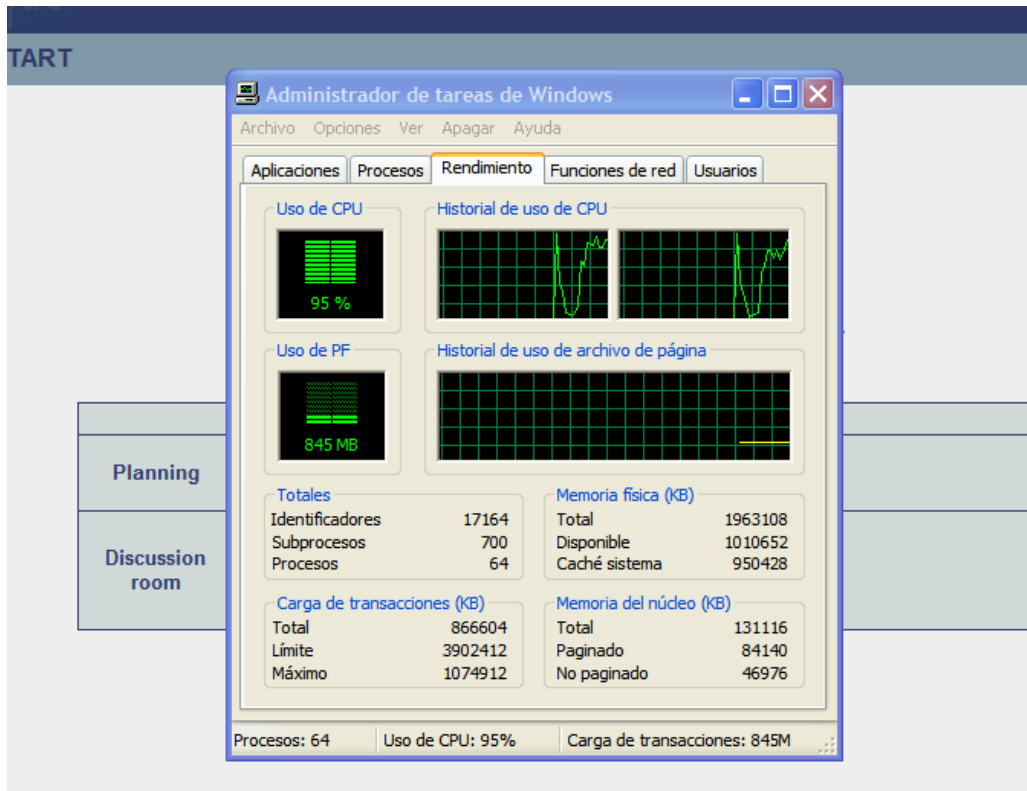 TART
Administrador de tareas de Windows
Archivo Opciones Ver Apagar Ayuda
Aplicaciones Procesos Rendimiento Funciones de red Usuarios
Uso de CPU
95 %
Historial de uso de CPU
Uso de PF
845 MB
Historial de uso de archivo de página
Totales
Identificadores 17164
Subprocesos 700
Procesos 64
Memoria física (KB)
Total 1963108
Disponible 1010652
Caché sistema 950428
Carga de transacciones (KB)
Total 866604
Límite 3902412
Máximo 1074912
Memoria del núcleo (KB)
Total 131116
Paginado 84140
No paginado 46976
Procesos: 64 Uso de CPU: 95% Carga de transacciones: 845M
Planning
Discussion
room